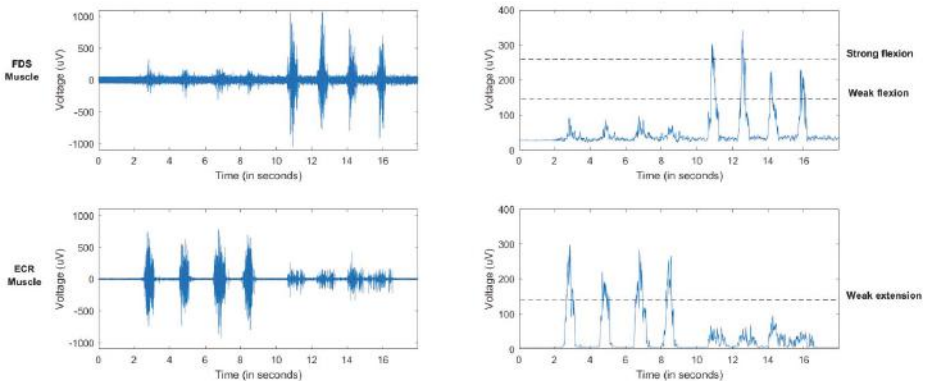 FDS
Muscle
Voltage (uV)
1000
500
0
-500
-1000
0 2 4 6 8 10 12 14 16
Time (in seconds)
Voltage (uV)
400
300
200
100
0
0 2 4 6 8 10 12 14 16
Time (in seconds)
Strong flexion
Weak flexion
ECR
Muscle
Voltage (uV)
1000
500
0
-500
-1000
0 2 4 6 8 10 12 14 16
Time (in seconds)
Voltage (uV)
400
300
200
100
0
0 2 4 6 8 10 12 14 16
Time (in seconds)
Weak extension